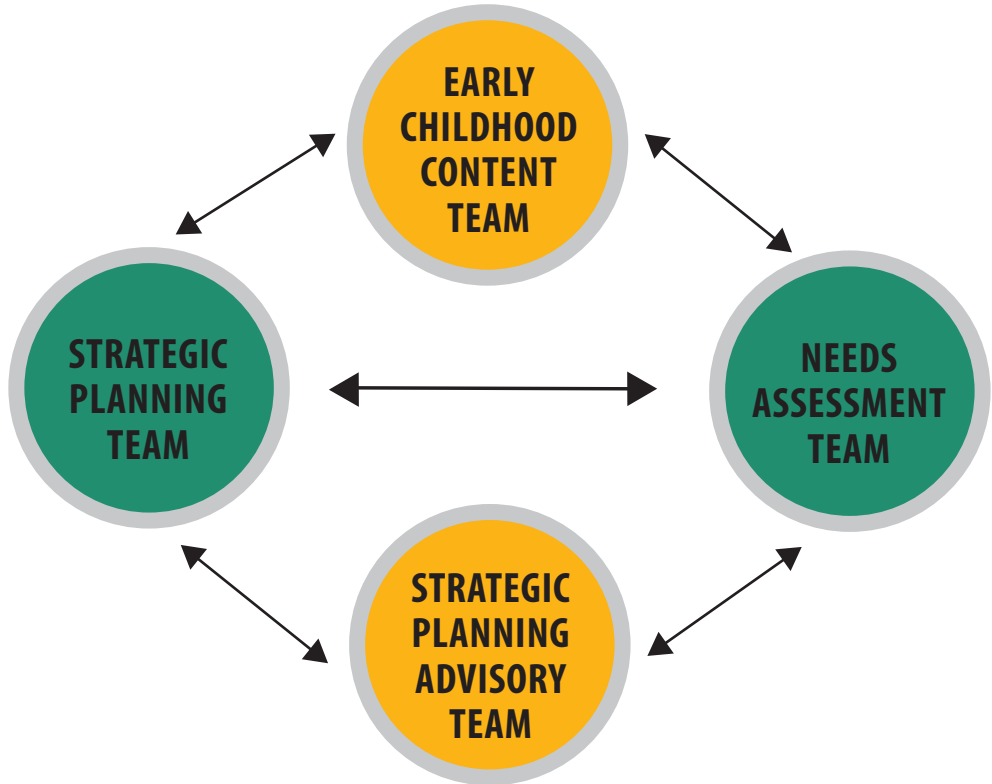 EARLY
CHILDHOOD
CONTENT
TEAM
STRATEGIC
PLANNING
TEAM
NEEDS
ASSESSMENT
TEAM
STRATEGIC
PLANNING
ADVISORY
TEAM